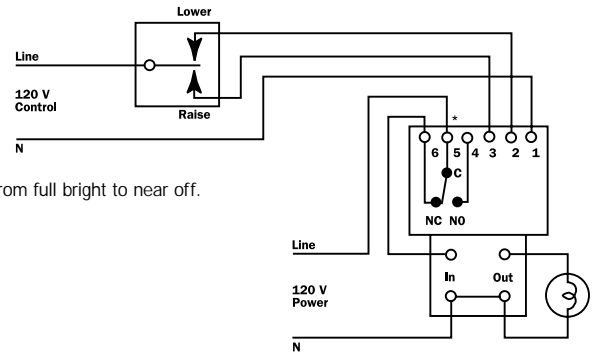 Lower
Line
120 V
Control
Raise
N
*
6 5 4 3 2 1
C
NC NO
rom full bright to near off.
Line
In Out
120 V
Power
N